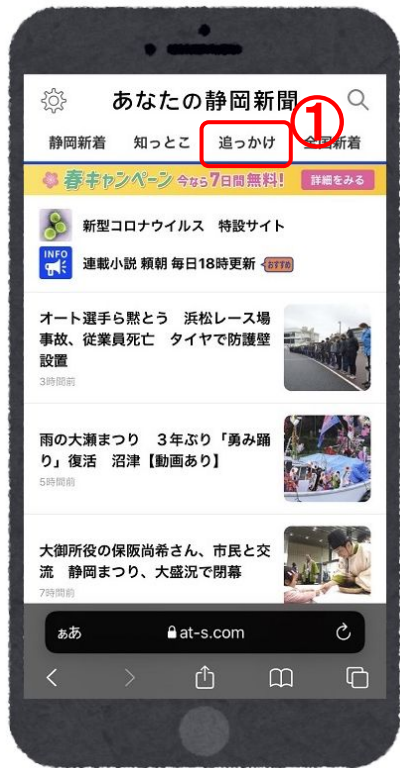 あなたの静岡新聞
①
静岡新着 知っとこ 追っかけ 全国新着
春キャンペーン 今なら7日間無料! 詳細をみる
新型コロナウイルス 特設サイト
INFO
連載小説 頼朝 毎日18時更新 おすすめ
オート選手ら黙とう 浜松レース場
事故、従業員死亡 タイヤで防護壁
設置
3時間前
雨の大瀬まつり 3年ぶり「勇み踊
り」復活 沼津【動画あり】
5時間前
大御所役の保阪尚希さん、市民と交
流 静岡まつり、大盛況で閉幕
7時間前
ぁあ at-s.com